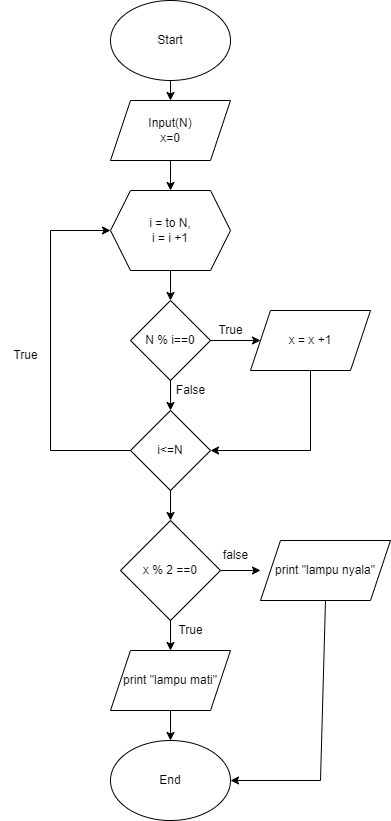 Start
Input(N)
x=0
i = to N,
i = i +1
N % i==0
True
x = x +1
True
False
i<=N
x % 2 ==0
false
print "lampu nyala"
True
print "lampu mati"
End